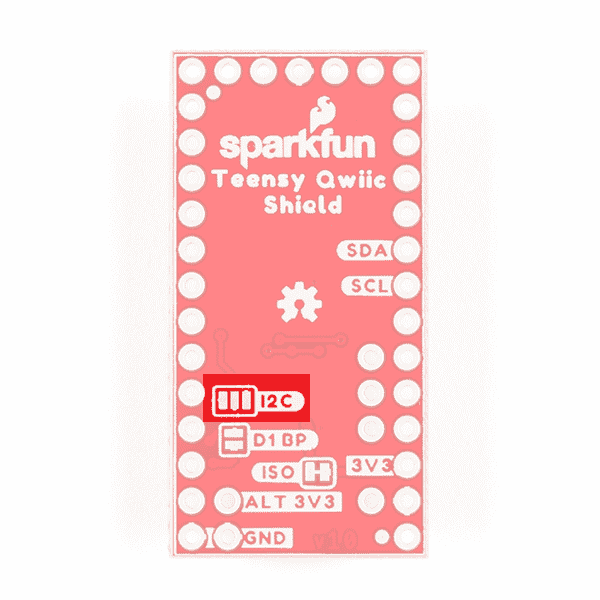 sparkfun
Teensy Qwiic
Shield
SDA
SCL
I2C
D1 BP
ISO
3V3
ALT 3V3
GND
v10